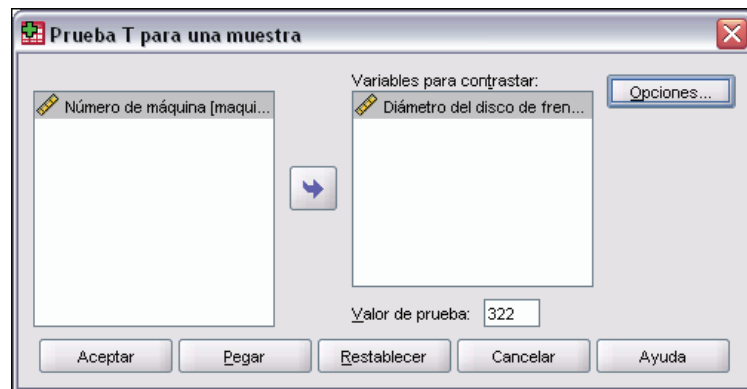 Prueba T para una muestra
Variables para contrastar:
Número de máquina [maqui...
Diámetro del disco de fren...
Opciones...
Valor de prueba: 322
Aceptar
Pegar
Restablecer
Cancelar
Ayuda